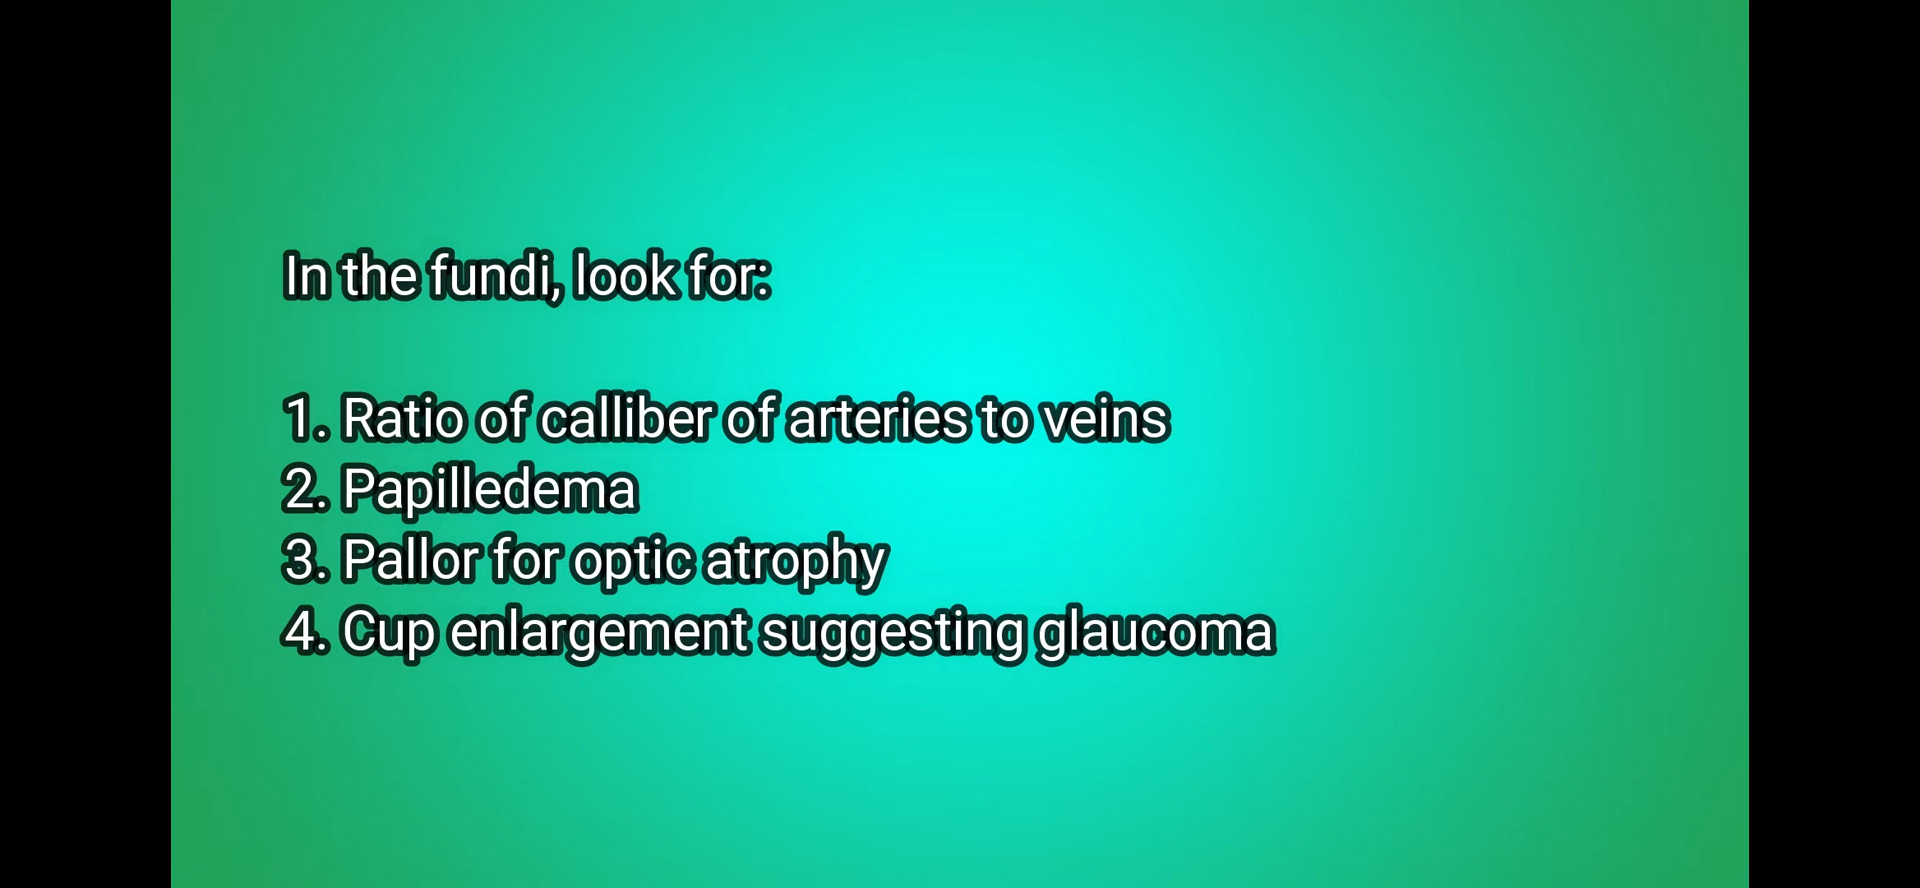 In the fundi, look for:
1. Ratio of calliber of arteries to veins
2. Papilledema
3. Pallor for optic atrophy
4. Cup enlargement suggesting glaucoma